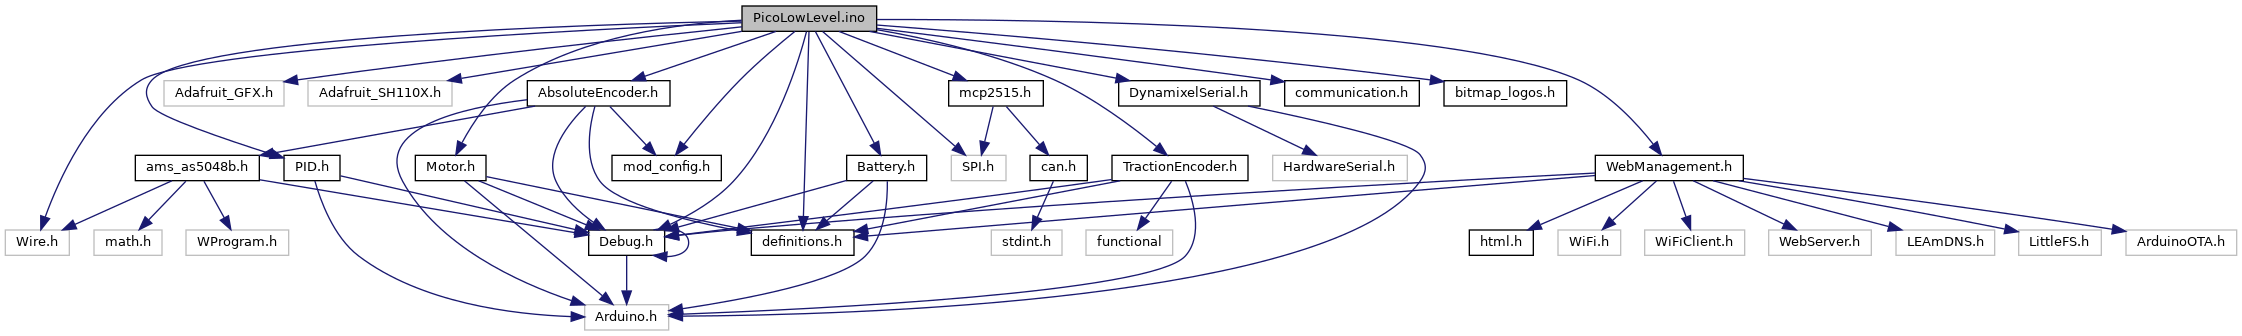 PicoLowLevel.ino
Adafruit_GFX.h
Adafruit_SH110X.h
AbsoluteEncoder.h
mcp2515.h
DynamixelSerial.h
communication.h
bitmap_logos.h
ams_as5048b.h
PID.h
Motor.h
mod_config.h
Battery.h
SPI.h
can.h
TractionEncoder.h
HardwareSerial.h
WebManagement.h
Wire.h
math.h
WProgram.h
Debug.h
definitions.h
stdint.h
functional
html.h
WiFi.h
WiFiClient.h
WebServer.h
LEAmDNS.h
LittleFS.h
ArduinoOTA.h
Arduino.h